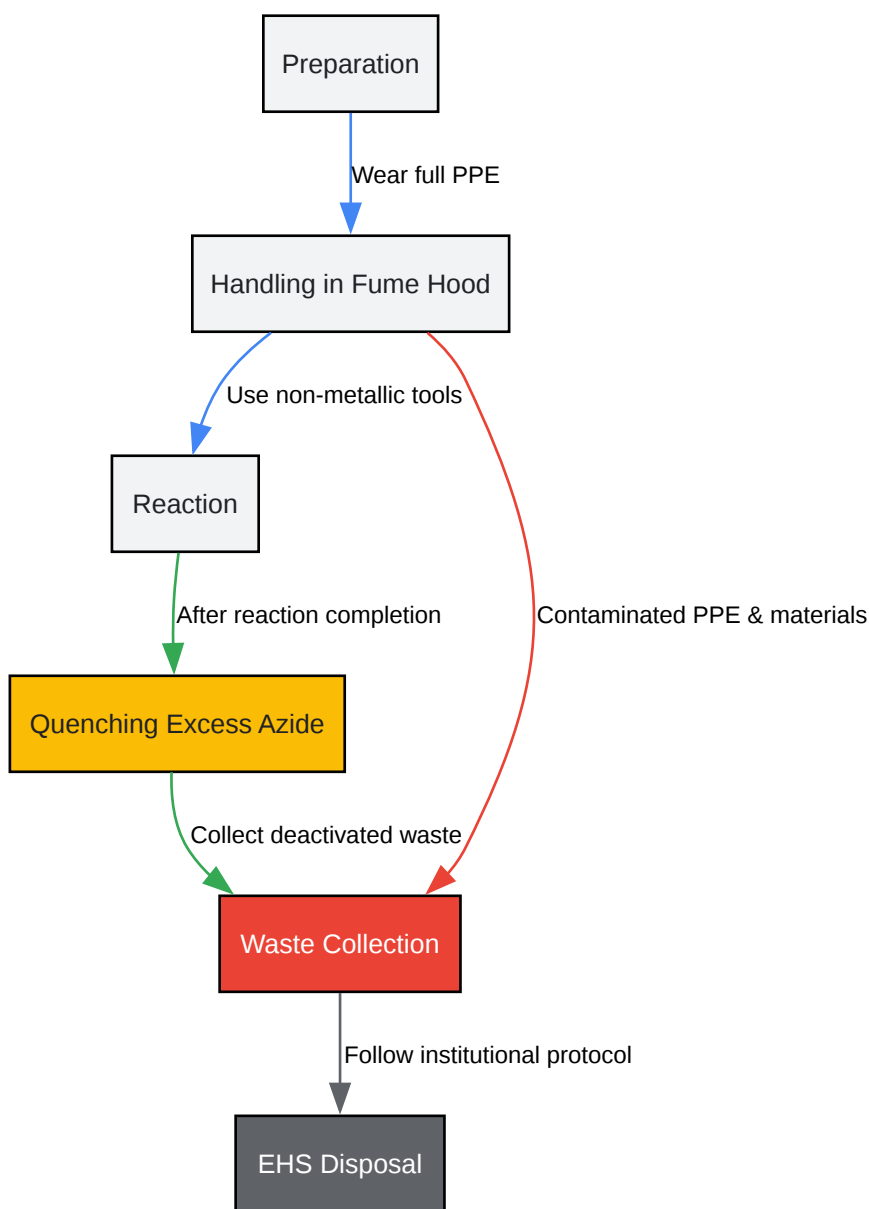 Preparation
Wear full PPE
Handling in Fume Hood
Use non-metallic tools
Reaction
After reaction completion
Contaminated PPE & materials
Quenching Excess Azide
Collect deactivated waste
Waste Collection
Follow institutional protocol
EHS Disposal